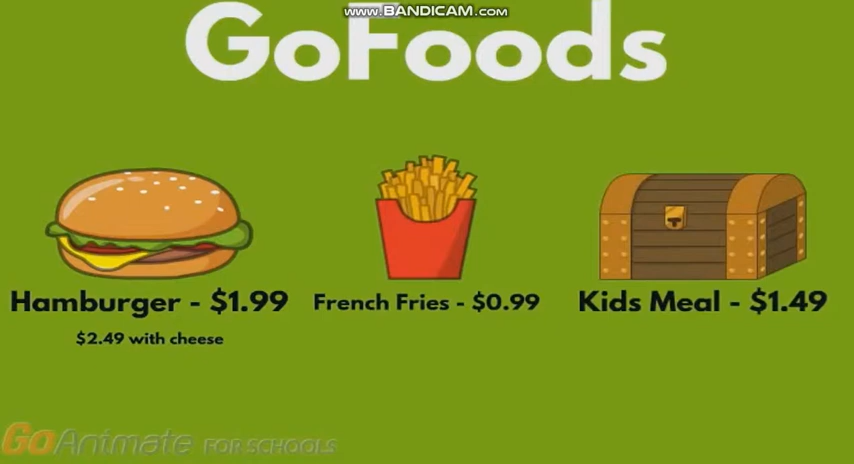 www.BANDICAM.com
GoFoods
Hamburger - $1.99
$2.49 with cheese
French Fries - $0.99
Kids Meal - $1.49
GoAnimate FOR SCHOOLS